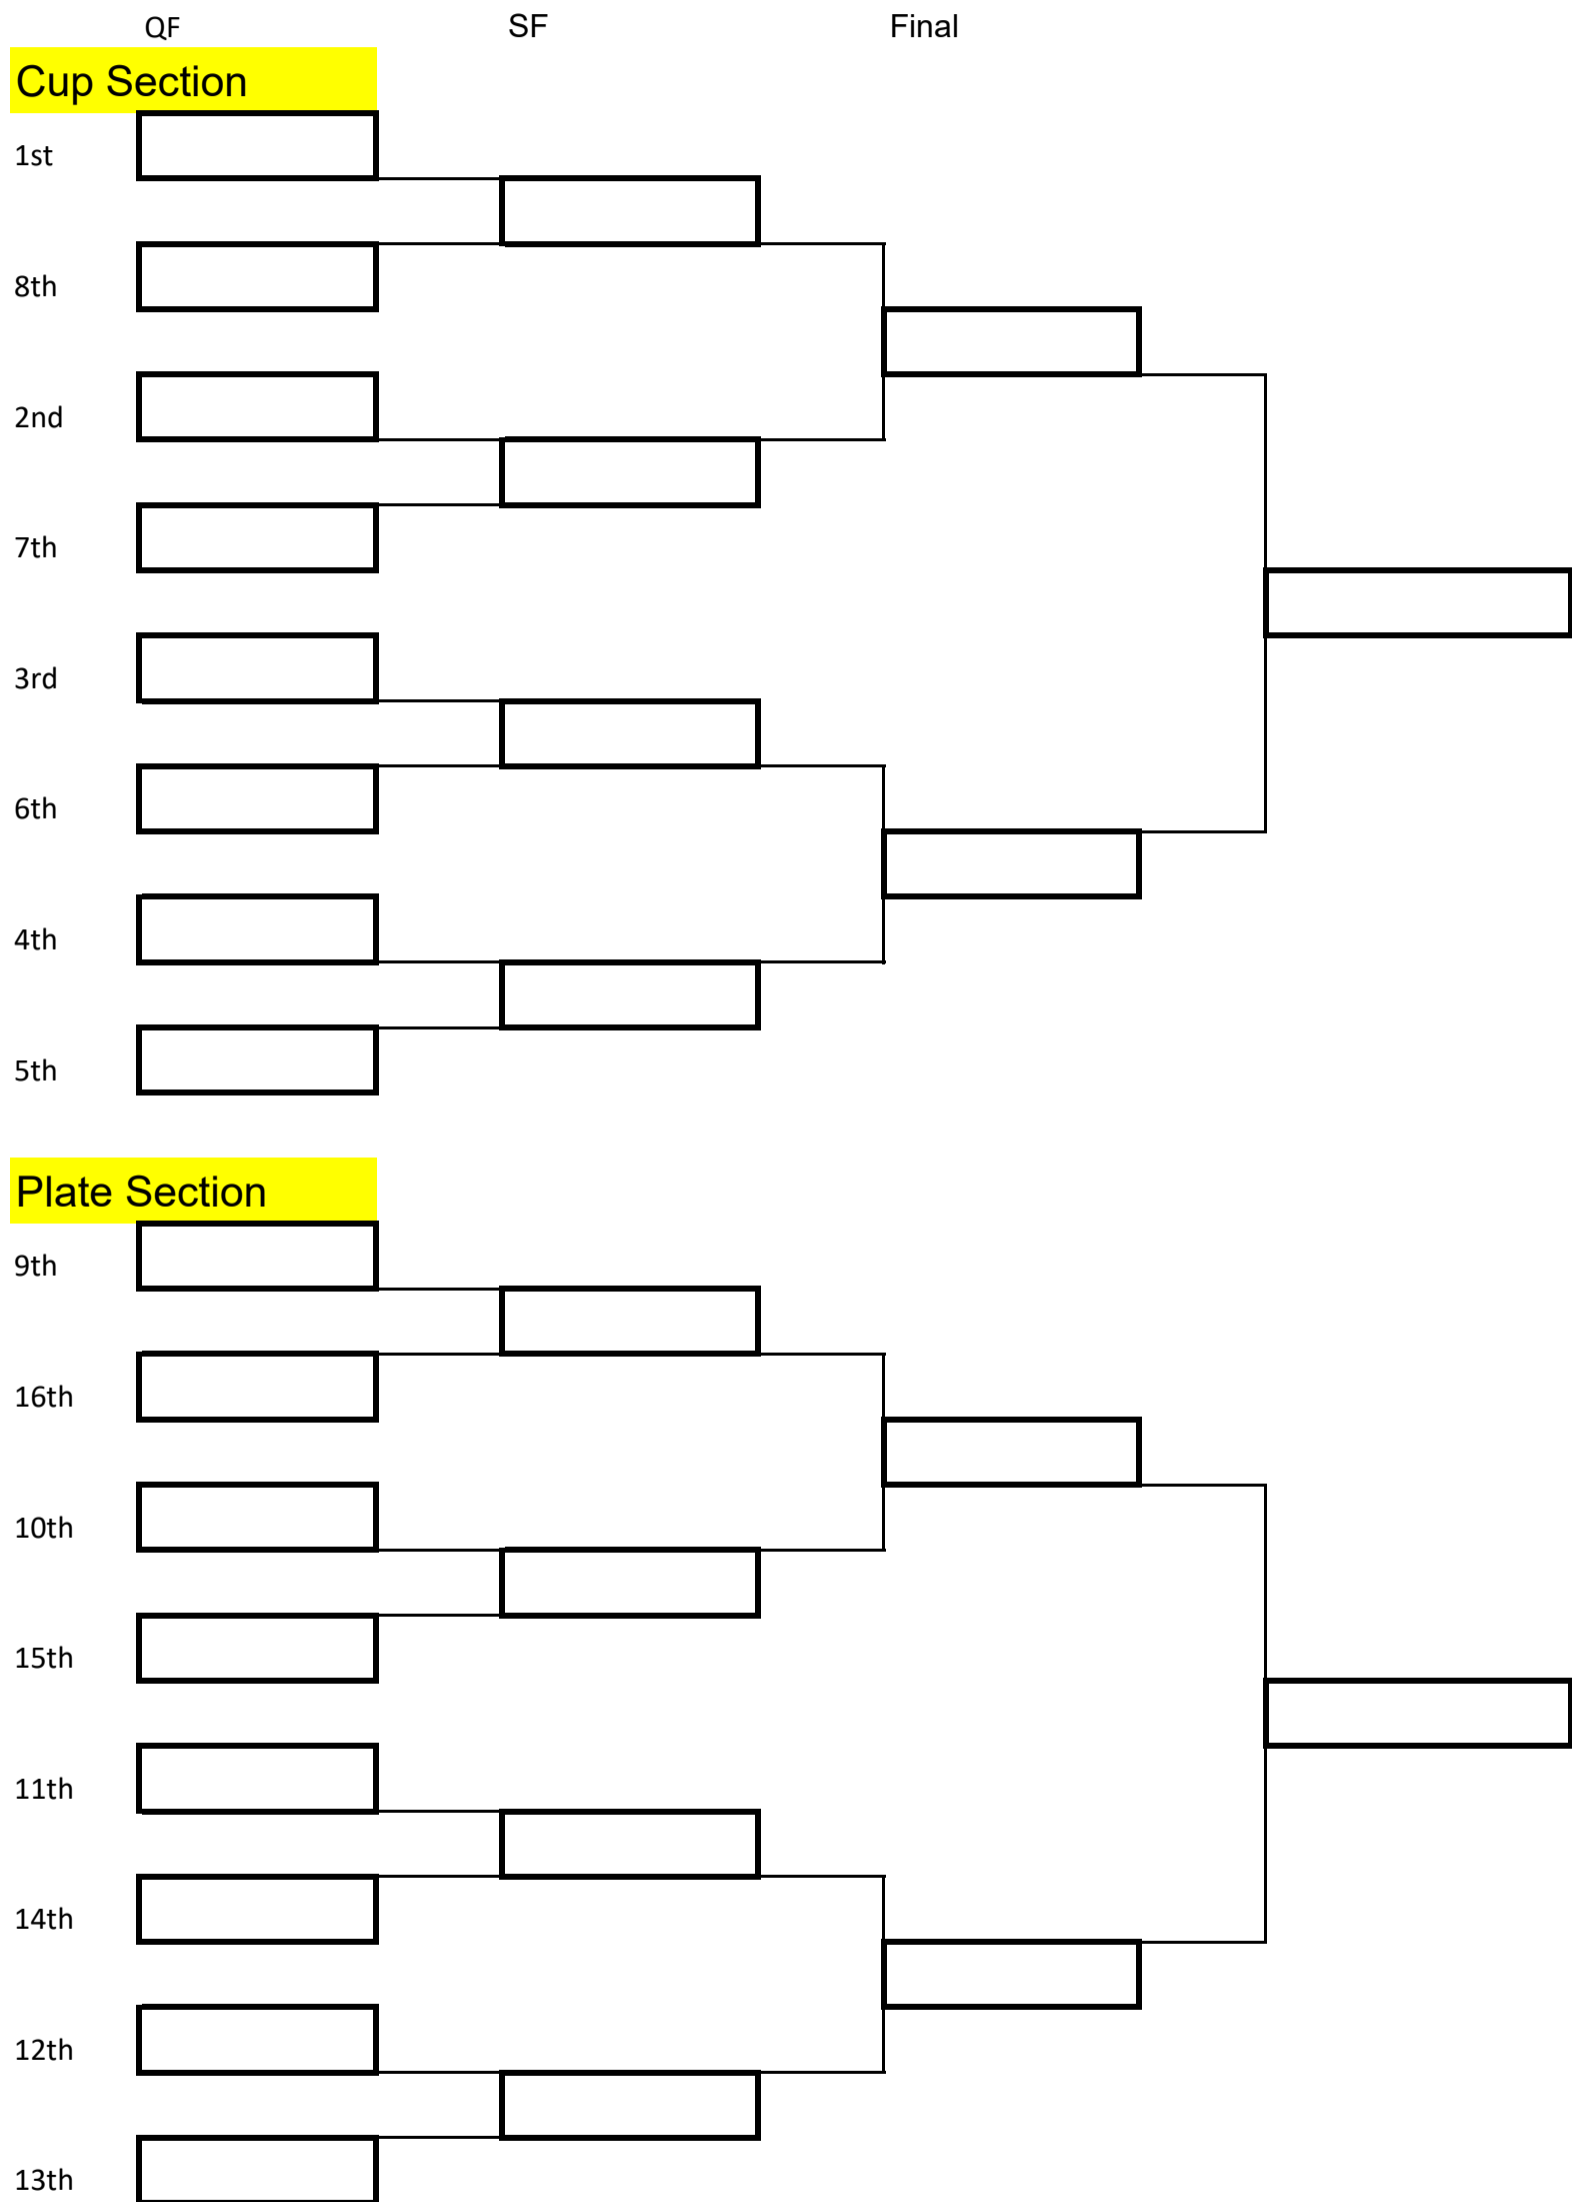 QF SF Final
Cup Section
1st
8th
2nd
7th
3rd
6th
4th
5th
Plate Section
9th
16th
10th
15th
11th
14th
12th
13th